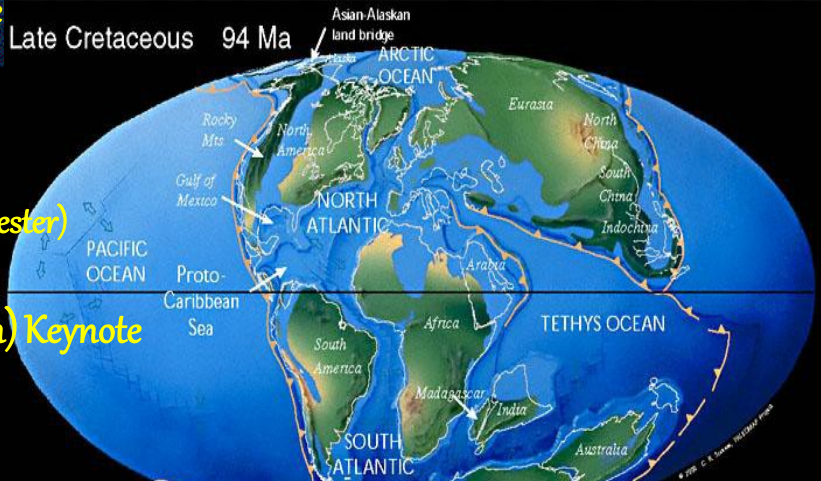 Late Cretaceous 94 Ma
Asian-Alaskan
land bridge
Alaska
ARCTIC
OCEAN
Eurasia
Rocky
Mts
North
America
North
China
Gulf of
Mexico
South
China
NORTH
ATLANTIC
Indochina
ester)
PACIFIC
OCEAN
Proto-
Caribbean
Sea
Arabia
Africa
TETHYS OCEAN
) Keynote
South
America
Madagascar
India
SOUTH
ATLANTIC
Australia